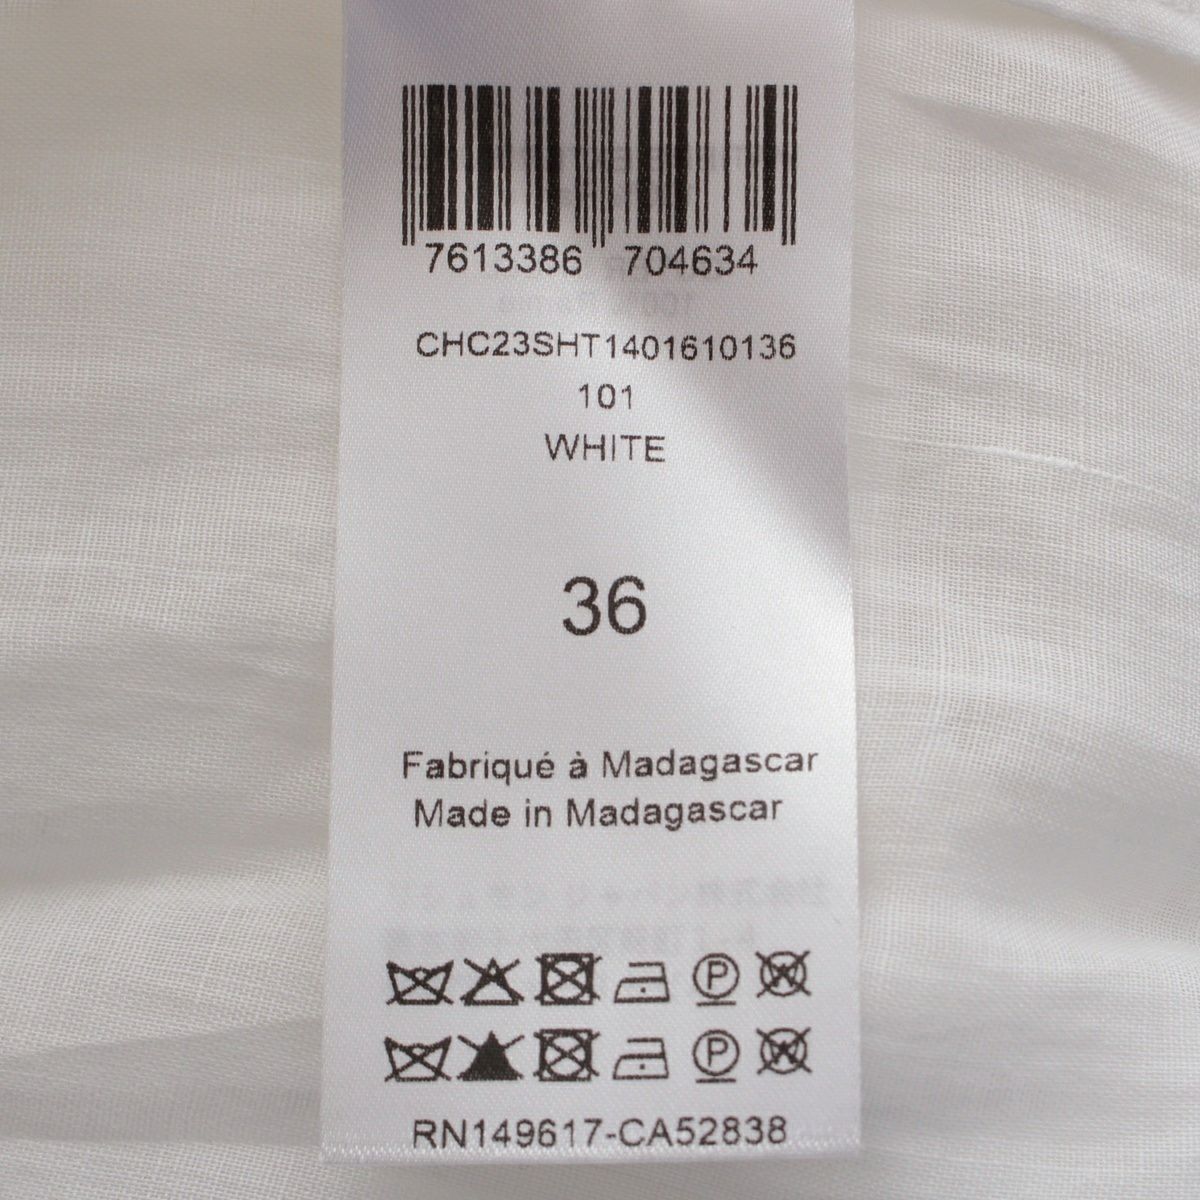 7613386 704634
CHC23SHT1401610136
101
WHITE
36
Fabriqué à Madagascar
Made in Madagascar
P
W
P
W
RN149617-CA52838